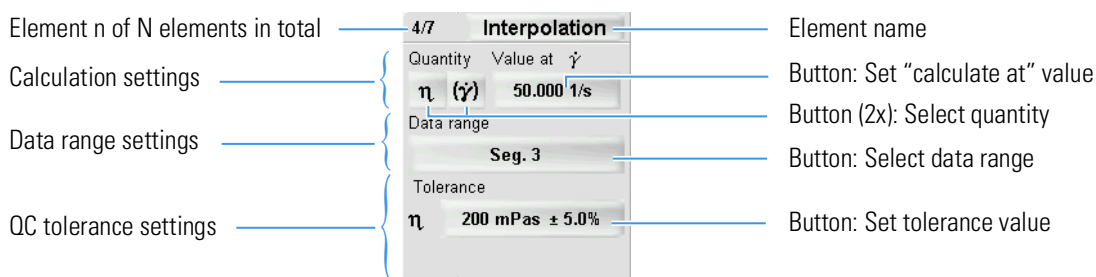 Element n of N elements in total
4/7 Interpolation
Element name
Quantity Value at γ̇
Calculation settings
η (γ̇) 50.000 1/s
Button: Set “calculate at” value
Button (2x): Select quantity
Data range
Data range settings
Seg. 3
Button: Select data range
Tolerance
QC tolerance settings
η 200 mPas ± 5.0%
Button: Set tolerance value